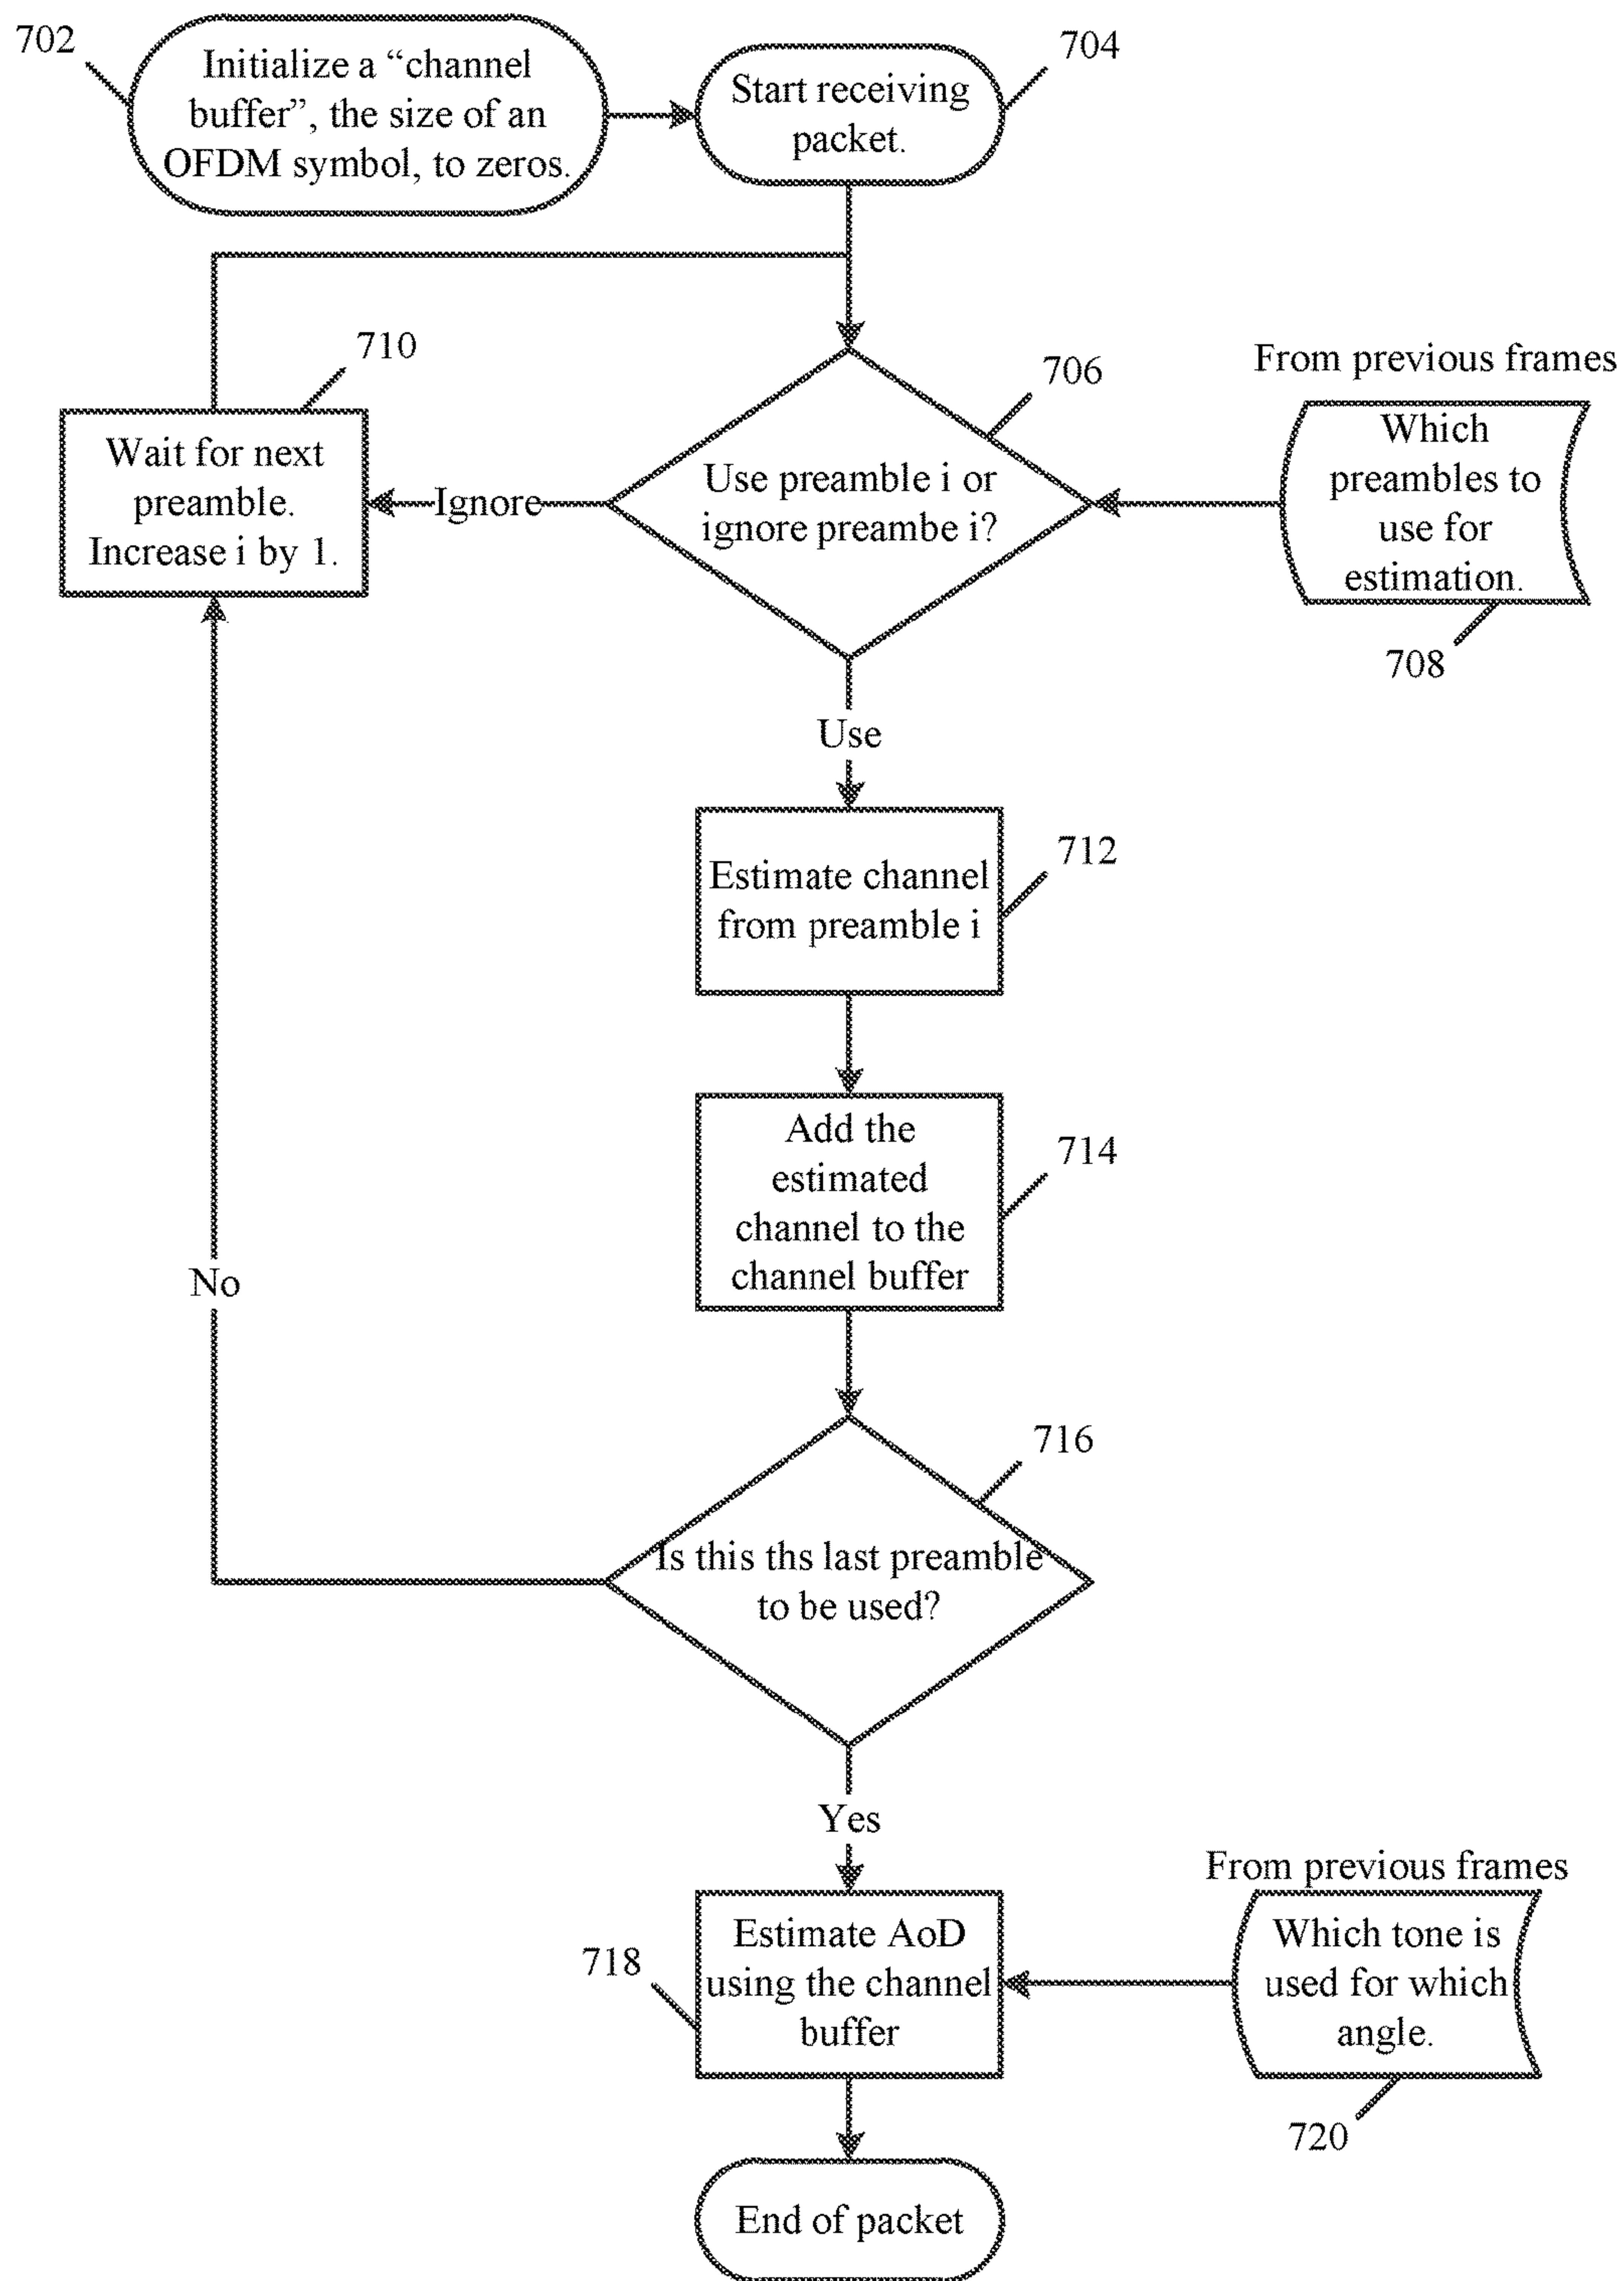 702
Initialize a “channel
buffer”, the size of an
OFDM symbol, to zeros.
704
Start receiving
packet.
710
Wait for next
preamble.
Increase i by 1.
Ignore
706
Use preamble i or
ignore preambe i?
From previous frames
Which
preambles to
use for
estimation.
708
Use
712
Estimate channel
from preamble i
714
Add the
estimated
channel to the
channel buffer
No
716
Is this ths last preamble
to be used?
Yes
718
Estimate AoD
using the channel
buffer
From previous frames
Which tone is
used for which
angle.
720
End of packet